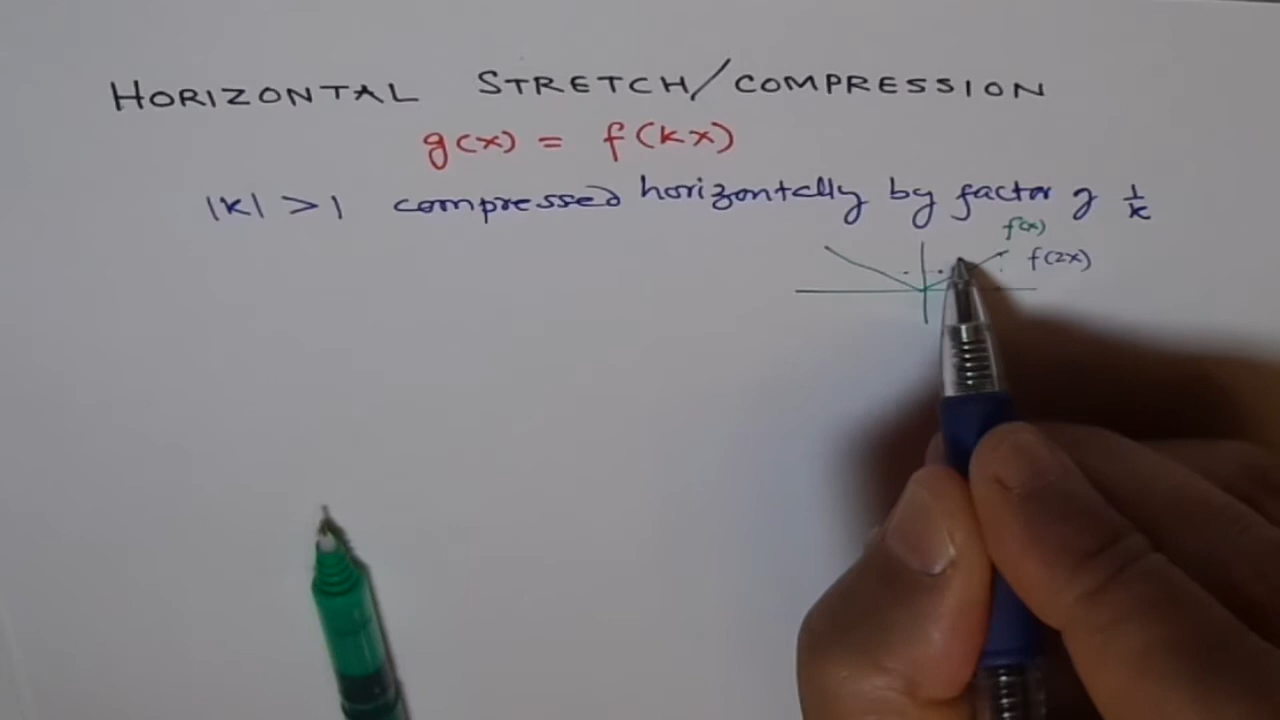 HORIZONTAL STRETCH/COMPRESSION
g(x) = f(kx)
|k| > 1 compressed horizontally by factor of 1/k
f(x)
f(2x)